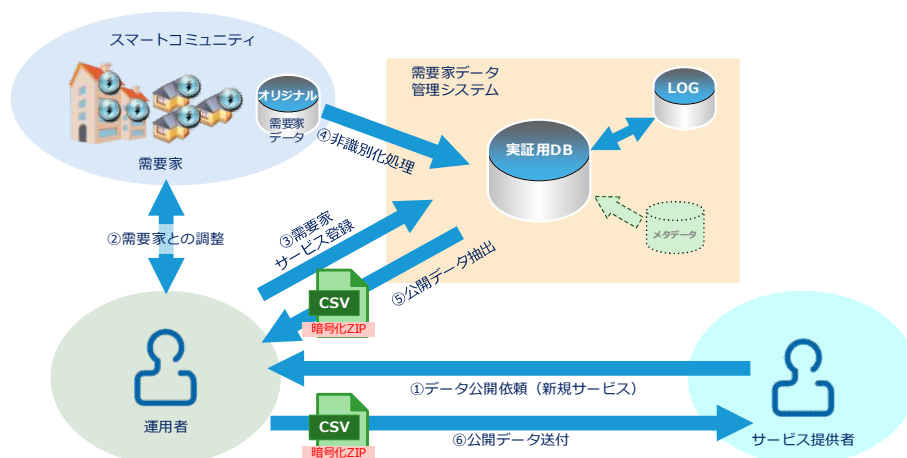 スマートコミュニティ
オリジナル
需要家
データ
需要家
需要家データ
管理システム
LOG
実証用DB
メタデータ
④非識別化処理
②需要家との調整
③需要家
サービス登録
⑤公開データ抽出
CSV
暗号化ZIP
①データ公開依頼（新規サービス）
運用者
CSV
暗号化ZIP
⑥公開データ送付
サービス提供者